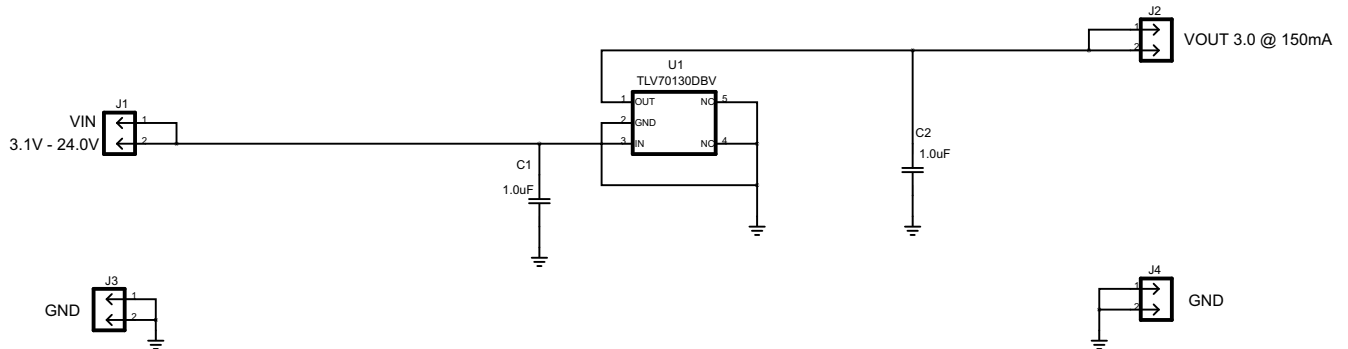 J2
1
2
VOUT 3.0 @ 150mA
U1
TLV70130DBV
1 OUT NC 5
2 GND
3 IN NC 4
J1
VIN
3.1V - 24.0V
1
2
C1
1.0uF
C2
1.0uF
J3
GND
1
2
J4
1
2
GND